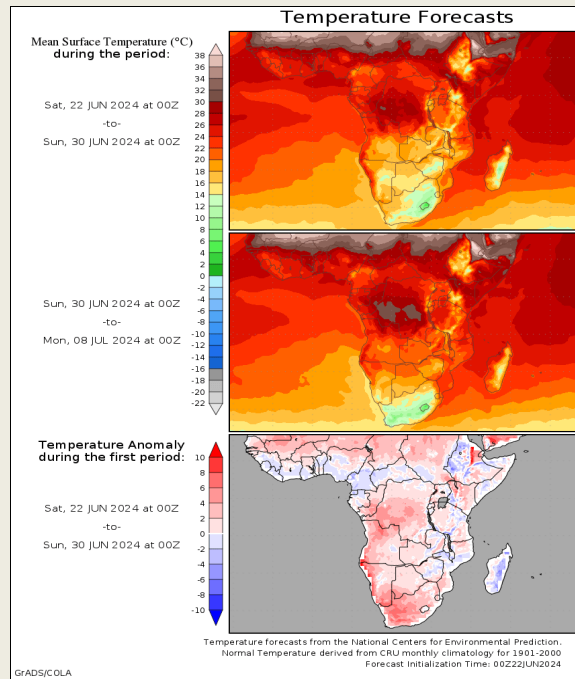 Temperature Forecasts
Mean Surface Temperature (°C)
during the period:
Sat, 22 JUN 2024 at 00Z
-to-
Sun, 30 JUN 2024 at 00Z
38
36
34
32
30
28
26
24
22
20
18
16
14
12
10
8
6
4
2
0
-2
-4
-6
-8
-10
-12
-14
-16
-18
-20
-22
Sun, 30 JUN 2024 at 00Z
-to-
Mon, 08 JUL 2024 at 00Z
Temperature Anomaly
during the first period:
Sat, 22 JUN 2024 at 00Z
-to-
Sun, 30 JUN 2024 at 00Z
10
8
6
4
2
0
-2
-4
-6
-8
-10
Temperature forecasts from the National Centers for Environmental Prediction.
Normal Temperature derived from CRU monthly climatology for 1901-2000
Forecast Initialization Time: 00Z22JUN2024
GrADS/COLA